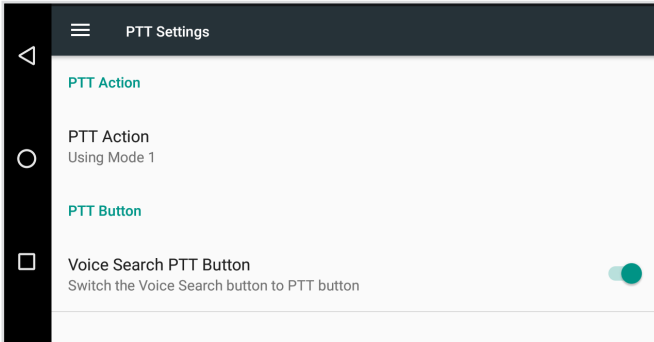 PTT Settings
PTT Action
PTT Action
Using Mode 1
PTT Button
Voice Search PTT Button
Switch the Voice Search button to PTT button